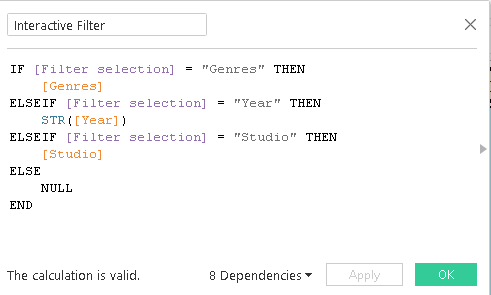 Interactive Filter
IF [Filter selection] = "Genres" THEN
[Genres]
ELSEIF [Filter selection] = "Year" THEN
STR([Year])
ELSEIF [Filter selection] = "Studio" THEN
[Studio]
ELSE
NULL
END
The calculation is valid.
8 Dependencies
Apply
OK